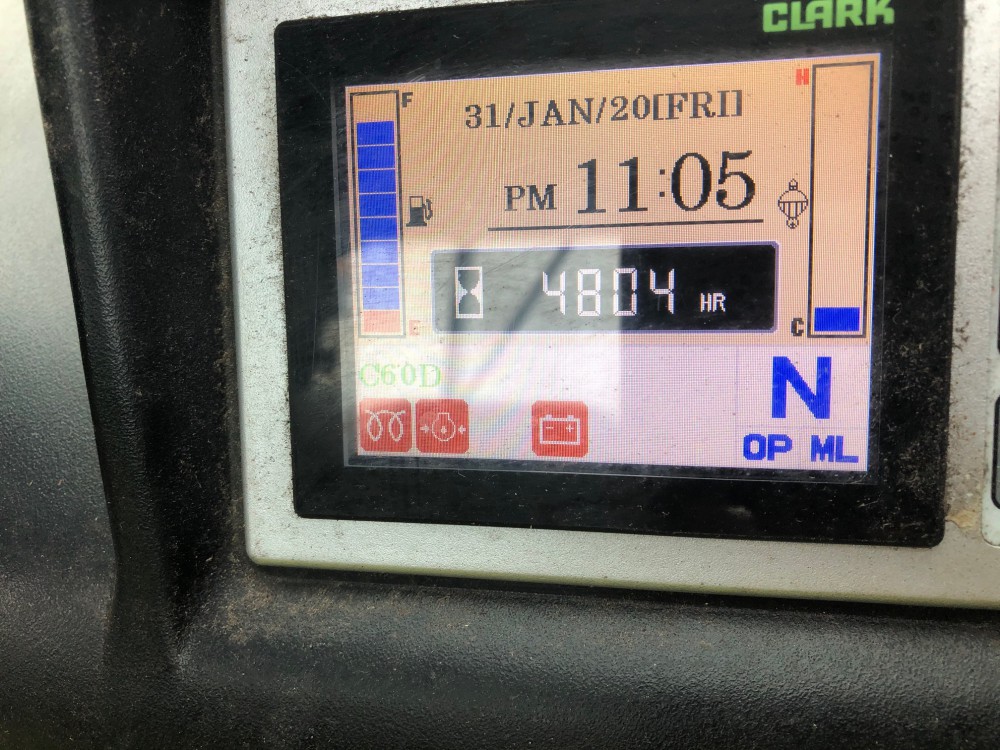 CLARK
F
H
31/JAN/20[FRI]
PM 11:05
4804 HR
E
C
C60D
N
OP ML